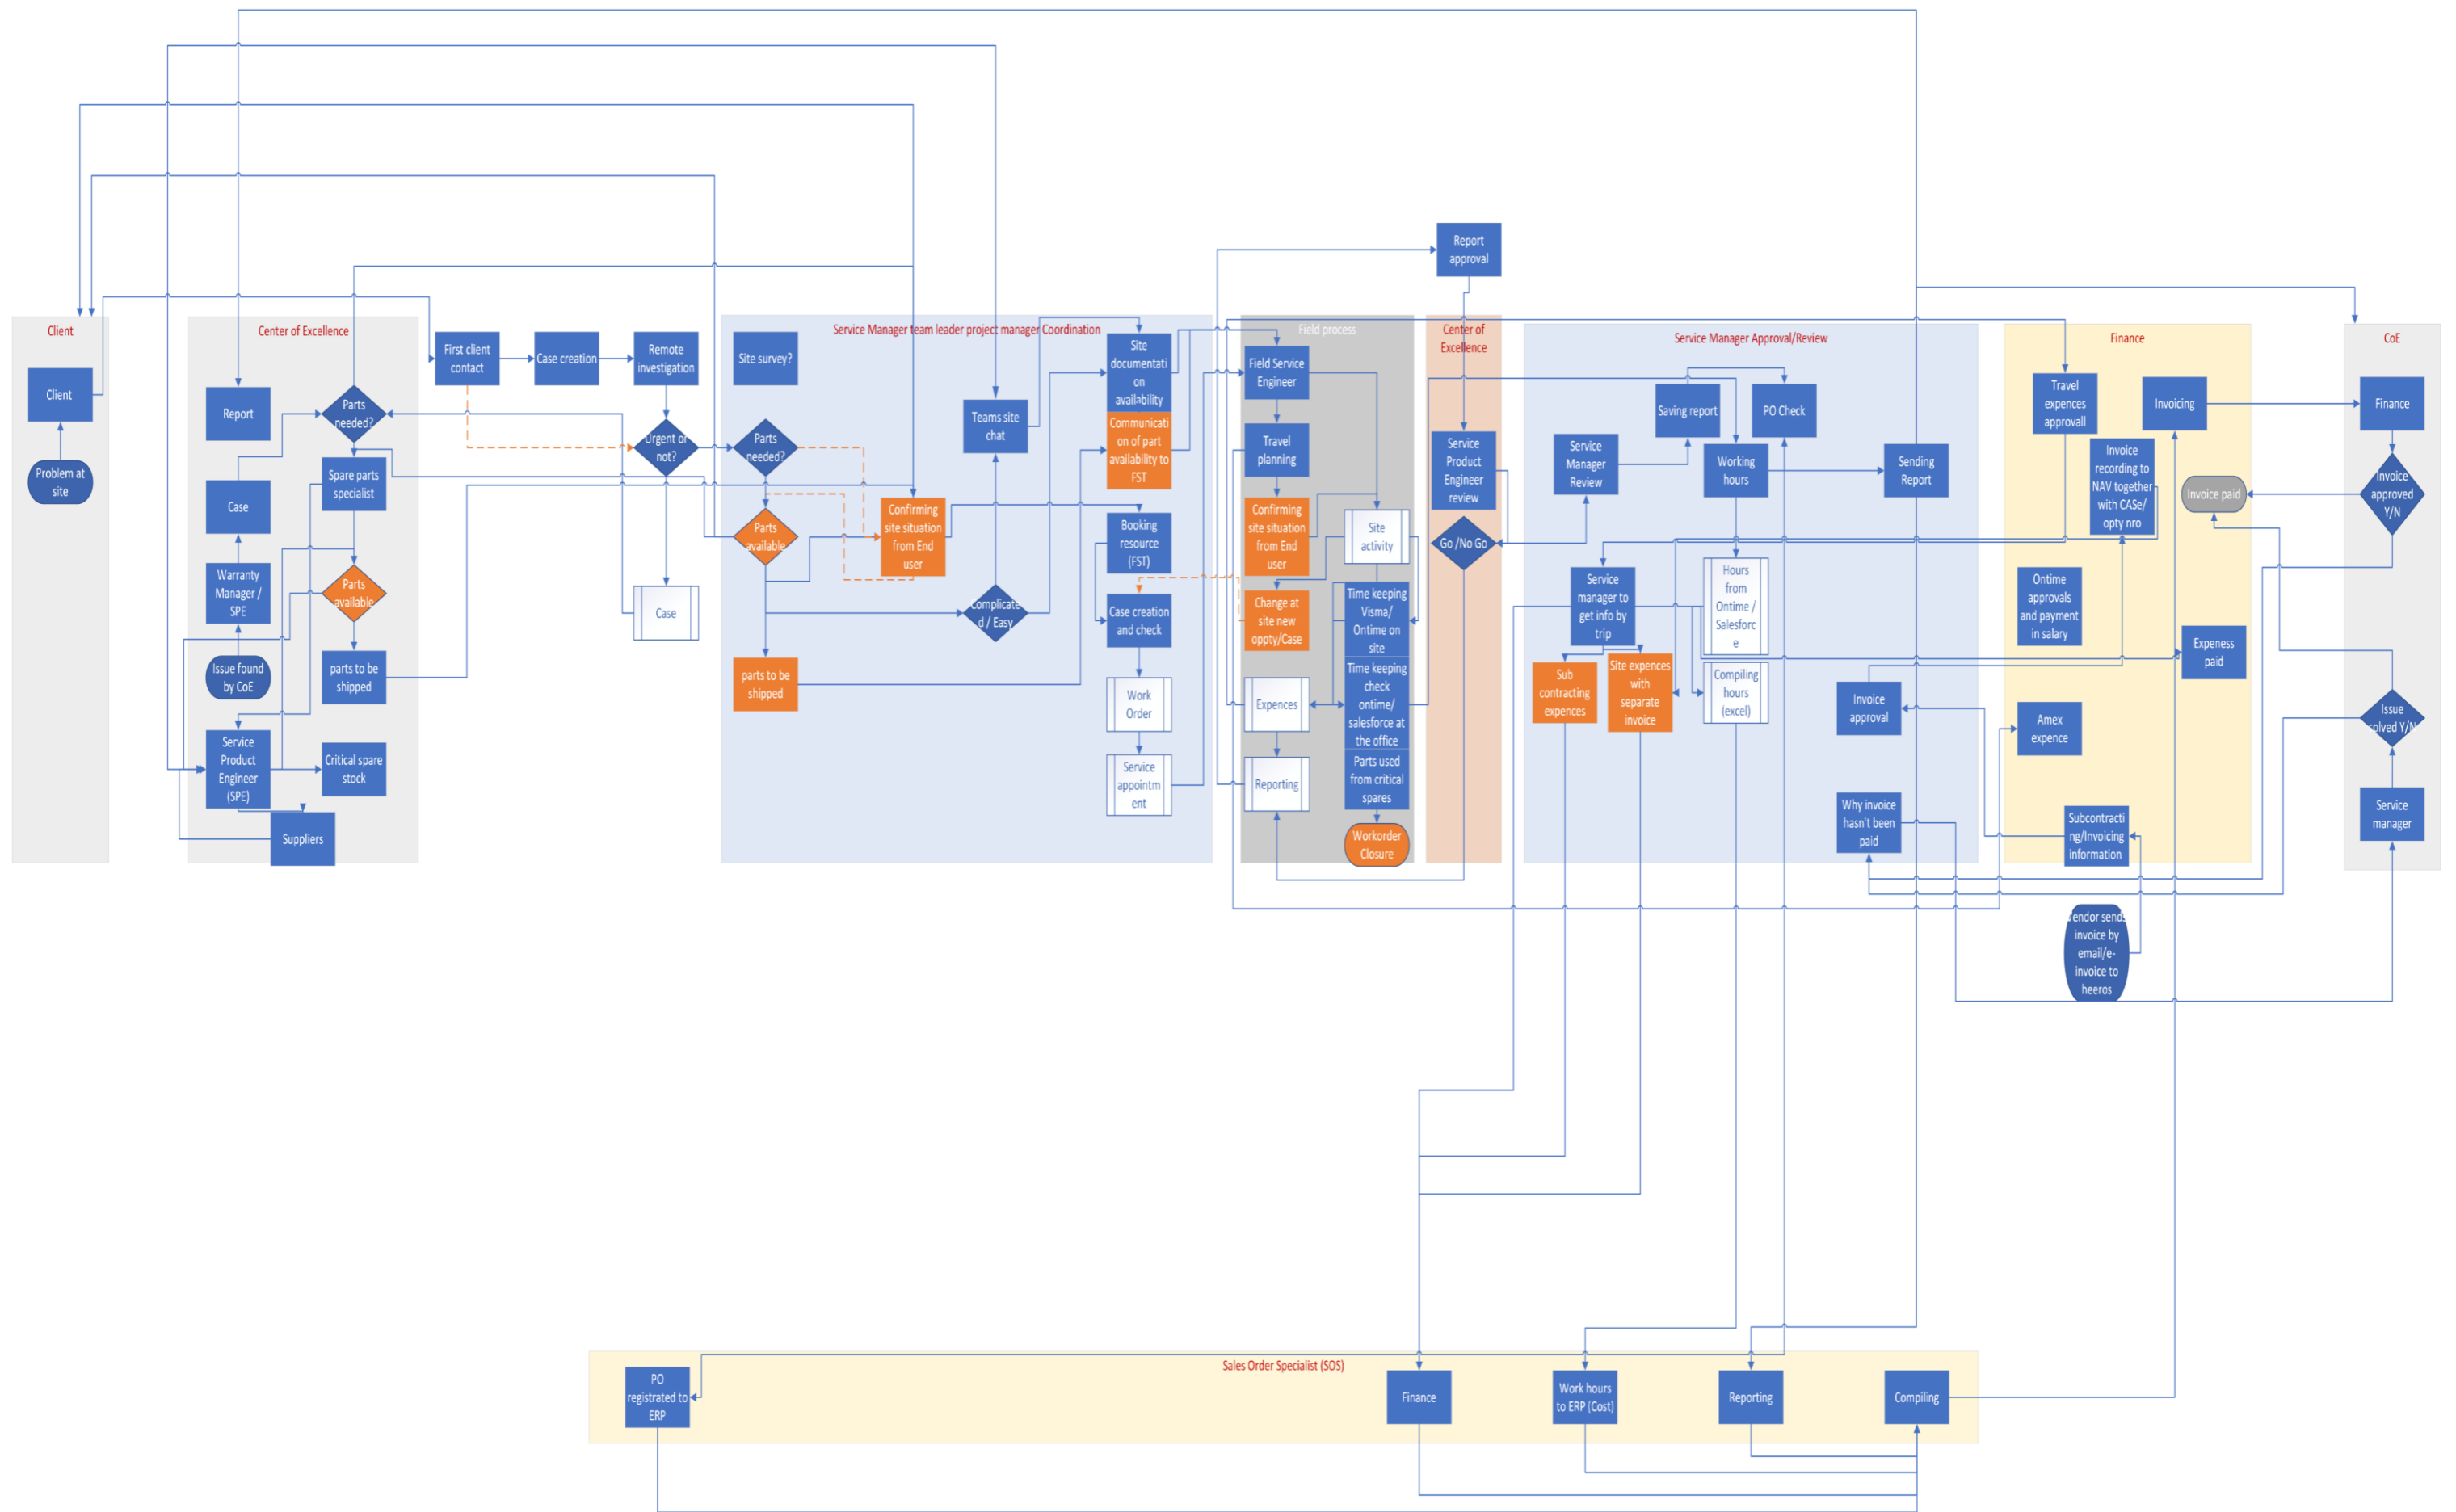 Report
approval
Client
Client
Problem at
site
Center of Excellence
Report
Parts
needed?
Spare parts
specialist
Case
Warranty
Manager /
SPE
Parts
available
Issue found
by CoE
parts to be
shipped
Service
Product
Engineer
(SPE)
Critical spare
stock
Suppliers
First client
contact
Case creation
Remote
investigation
Urgent or
not?
Case
Service Manager team leader project manager Coordination
Site survey?
Parts
needed?
Parts
available
parts to be
shipped
Confirming
site situation
from End
user
Teams site
chat
Complicate
d / Easy
Site
documentati
on
availability
Communicati
on of part
availability to
FST
Booking
resource
(FST)
Case creation
and check
Work
Order
Service
appointm
ent
Field process
Field Service
Engineer
Travel
planning
Confirming
site situation
from End
user
Change at
site new
oppty/Case
Expences
Reporting
Site
activity
Time keeping
Visma/
Ontime on
site
Time keeping
check
ontime/
salesforce at
the office
Parts used
from critical
spares
Workorder
Closure
Center of
Excellence
Service
Product
Engineer
review
Go /No Go
Service Manager Approval/Review
Service
Manager
Review
Saving report
PO Check
Working
hours
Sending
Report
Service
manager to
get info by
trip
Hours
from
Ontime /
Salesforc
e
Sub
contracting
expences
Site expences
with
separate
invoice
Compiling
hours
(excel)
Invoice
approval
Why invoice
hasn't been
paid
Finance
Travel
expences
approvall
Invoicing
Invoice
recording to
NAV together
with CASe/
opty nro
Invoice paid
Ontime
approvals
and payment
in salary
Expeness
paid
Amex
expence
Subcontracti
ng/Invoicing
information
Vendor sends
invoice by
email/e-
invoice to
heeros
CoE
Finance
Invoice
approved
Y/N
Issue
solved Y/N
Service
manager
Sales Order Specialist (SOS)
PO
registrated to
ERP
Finance
Work hours
to ERP (Cost)
Reporting
Compiling